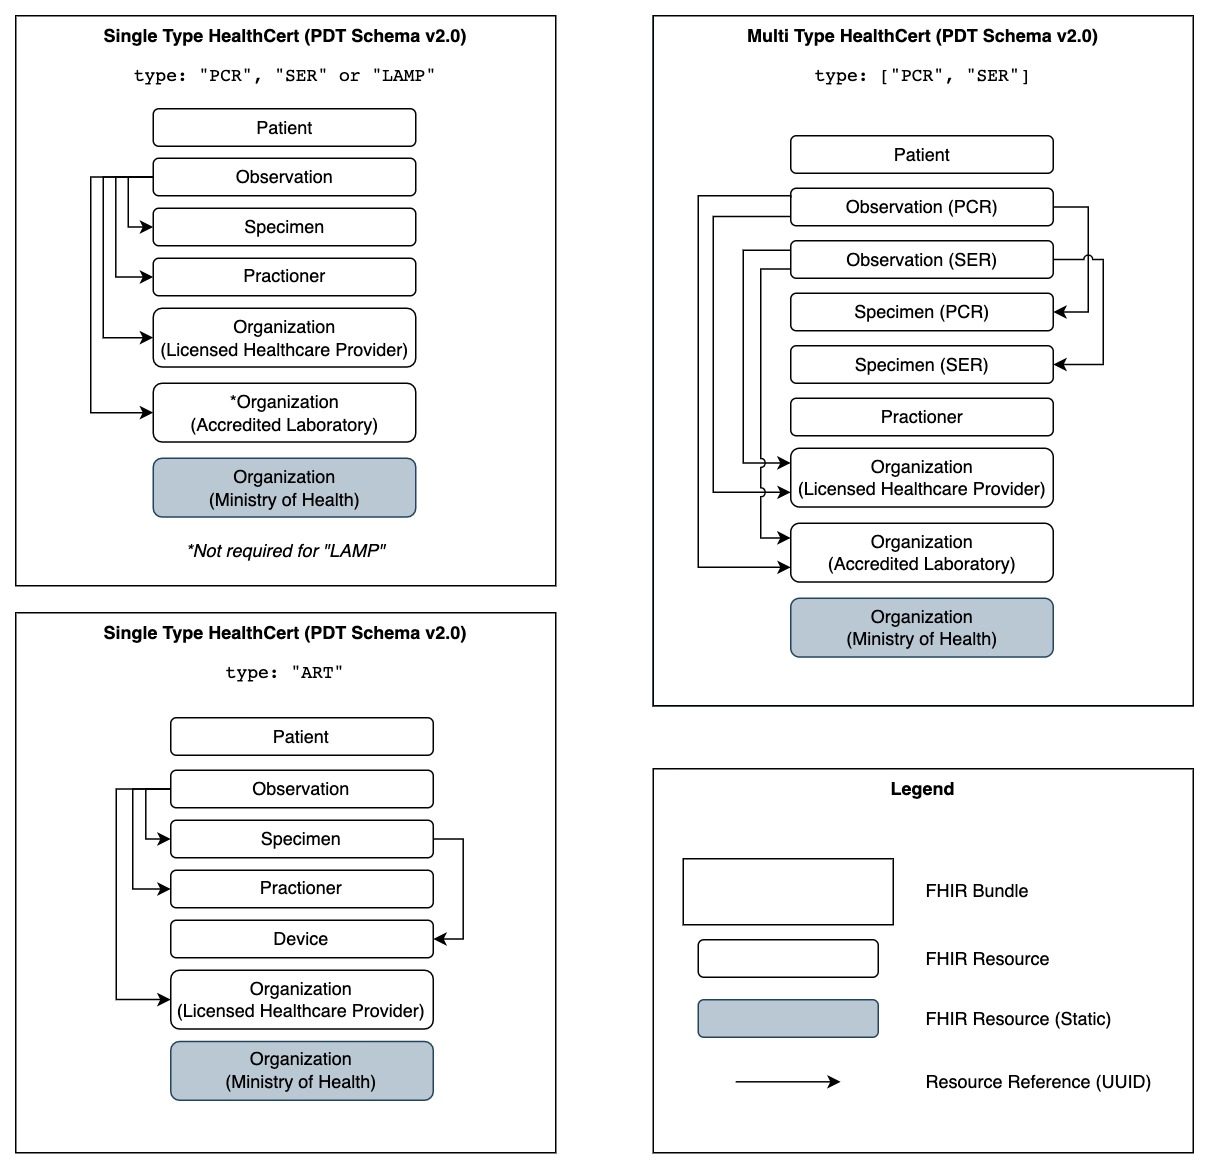 Single Type HealthCert (PDT Schema v2.0)
type: "PCR", "SER" or "LAMP"
Patient
Observation
Specimen
Practioner
Organization
(Licensed Healthcare Provider)
*Organization
(Accredited Laboratory)
Organization
(Ministry of Health)
*Not required for "LAMP"
Multi Type HealthCert (PDT Schema v2.0)
type: ["PCR", "SER"]
Patient
Observation (PCR)
Observation (SER)
Specimen (PCR)
Specimen (SER)
Practioner
Organization
(Licensed Healthcare Provider)
Organization
(Accredited Laboratory)
Organization
(Ministry of Health)
Single Type HealthCert (PDT Schema v2.0)
type: "ART"
Patient
Observation
Specimen
Practioner
Device
Organization
(Licensed Healthcare Provider)
Organization
(Ministry of Health)
Legend
FHIR Bundle
FHIR Resource
FHIR Resource (Static)
Resource Reference (UUID)